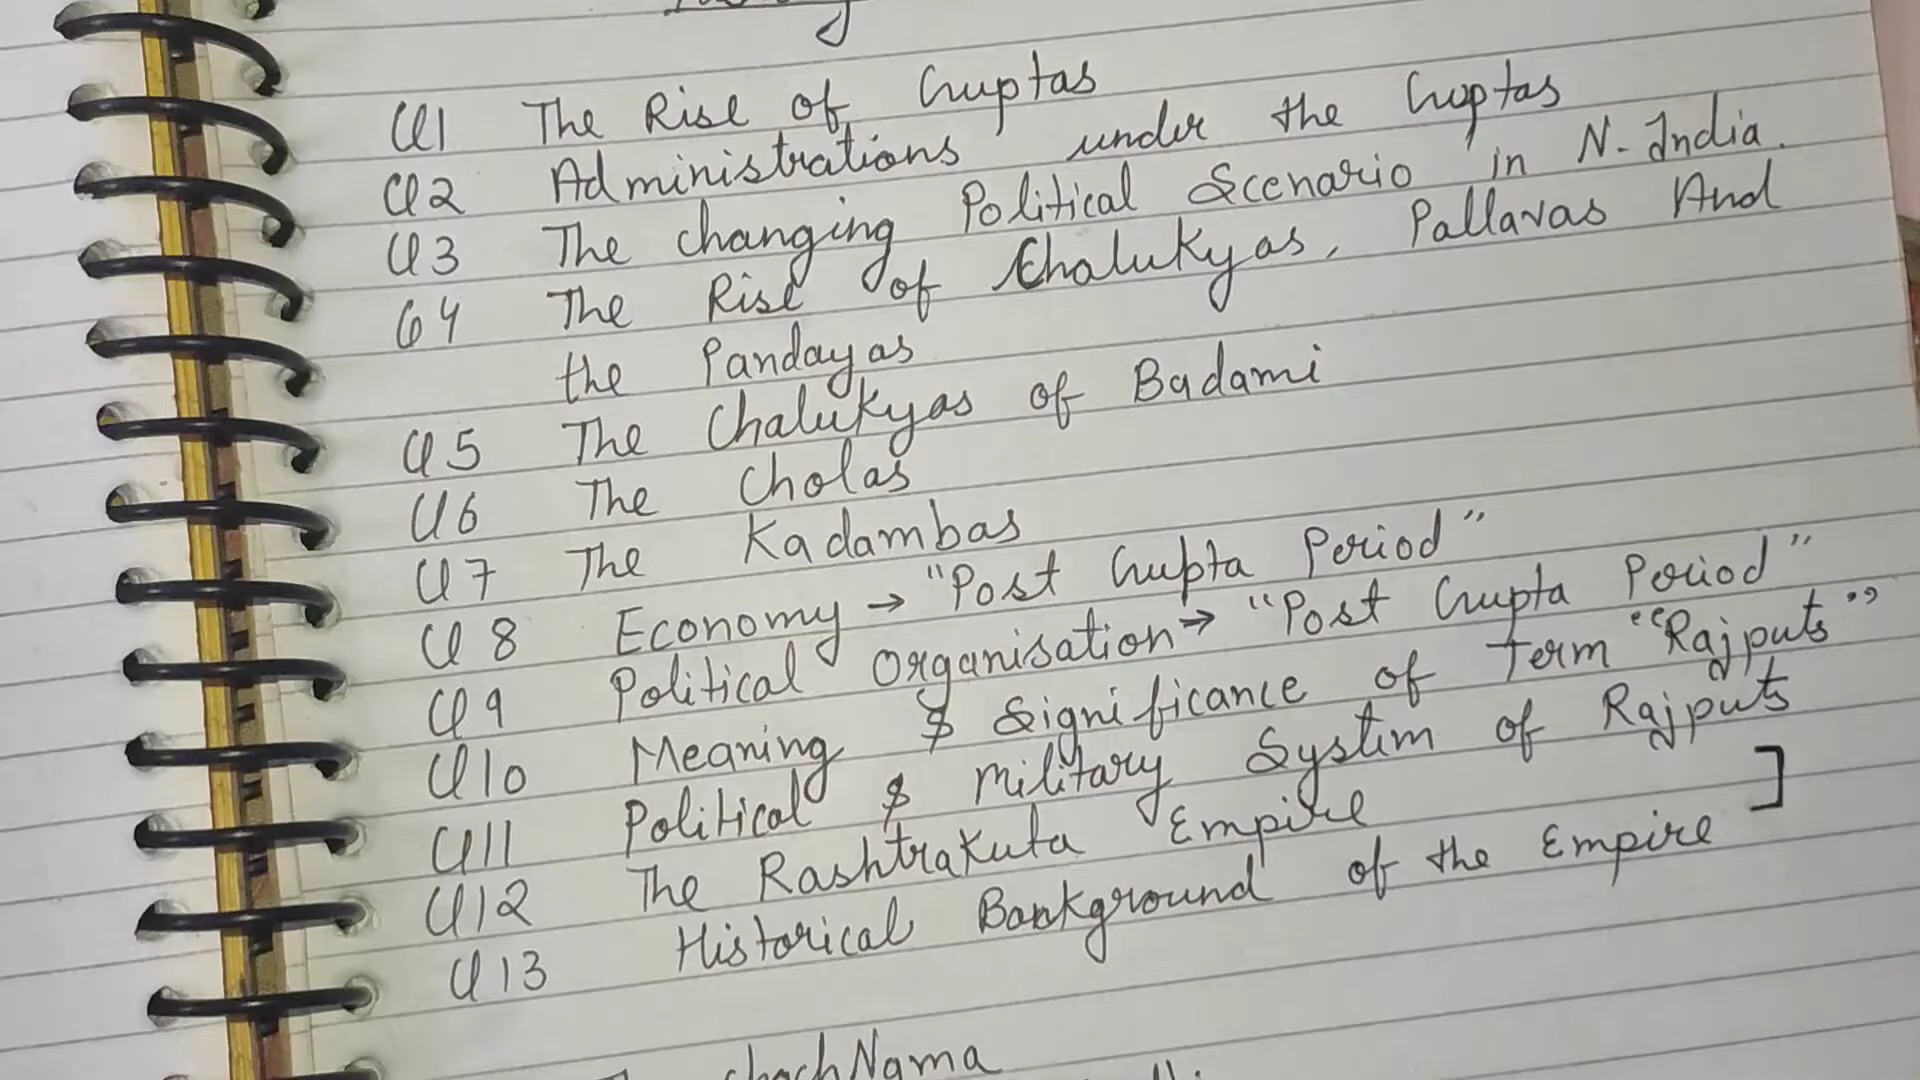 U1 The Rise of Guptas
U2 Administrations under the Guptas
U3 The changing Political Scenario in N. India.
U4 The Rise of Chalukyas, Pallavas And
the Pandayas
U5 The Chalukyas of Badami
U6 The Cholas
U7 The Kadambas
U8 Economy → "Post Gupta Period"
U9 Political Organisation → "Post Gupta Period"
U10 Meaning & Significance of Term "Rajputs"
U11 Political & Military System of Rajputs
U12 The Rashtrakuta Empire ]
U13 Historical Background of the Empire
chachNama